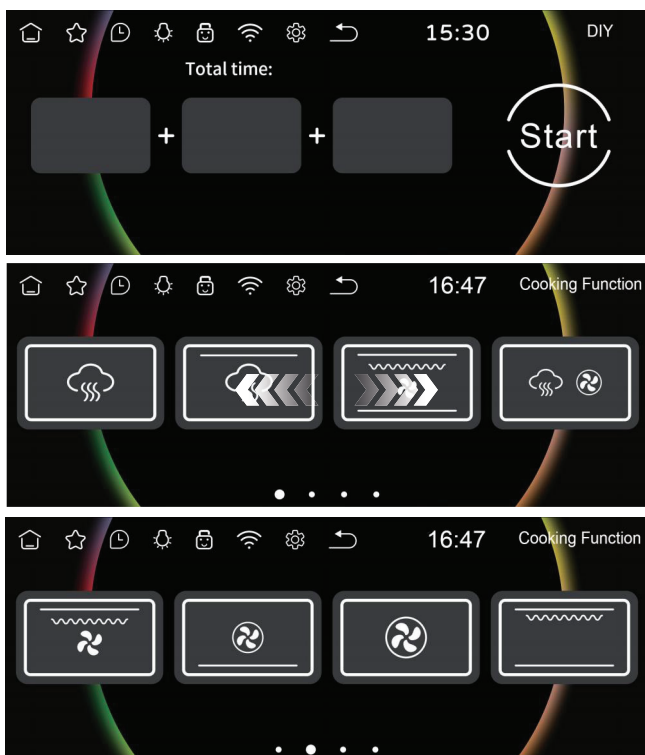 15:30 DIY
Total time:
+ +
Start
16:47 Cooking Function
16:47 Cooking Function